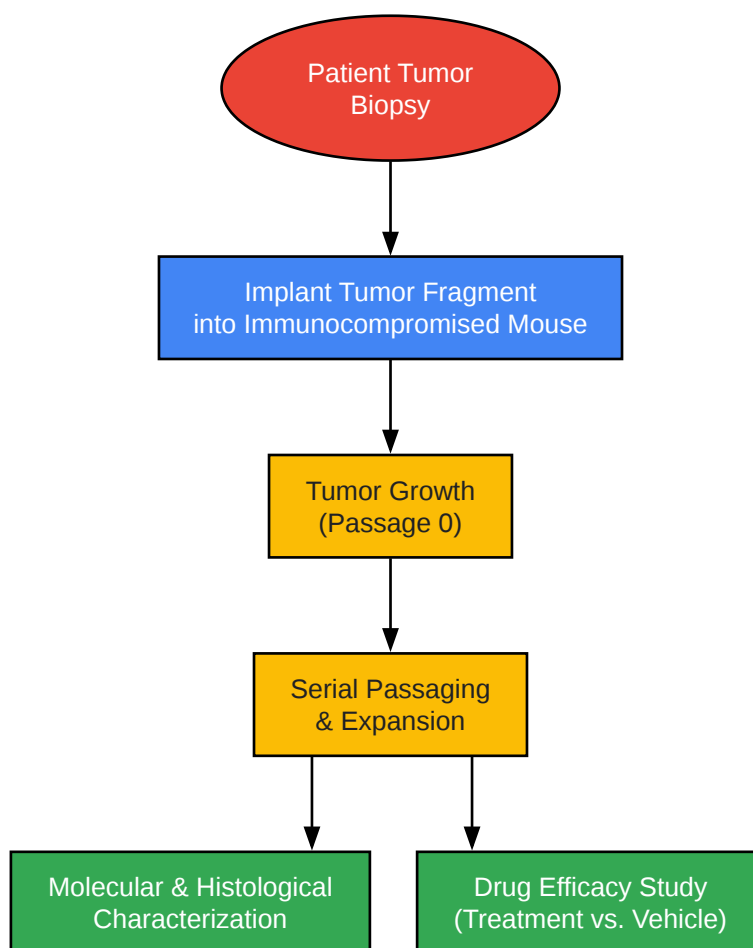 Patient Tumor
Biopsy
Implant Tumor Fragment
into Immunocompromised Mouse
Tumor Growth
(Passage 0)
Serial Passaging
& Expansion
Molecular & Histological
Characterization
Drug Efficacy Study
(Treatment vs. Vehicle)